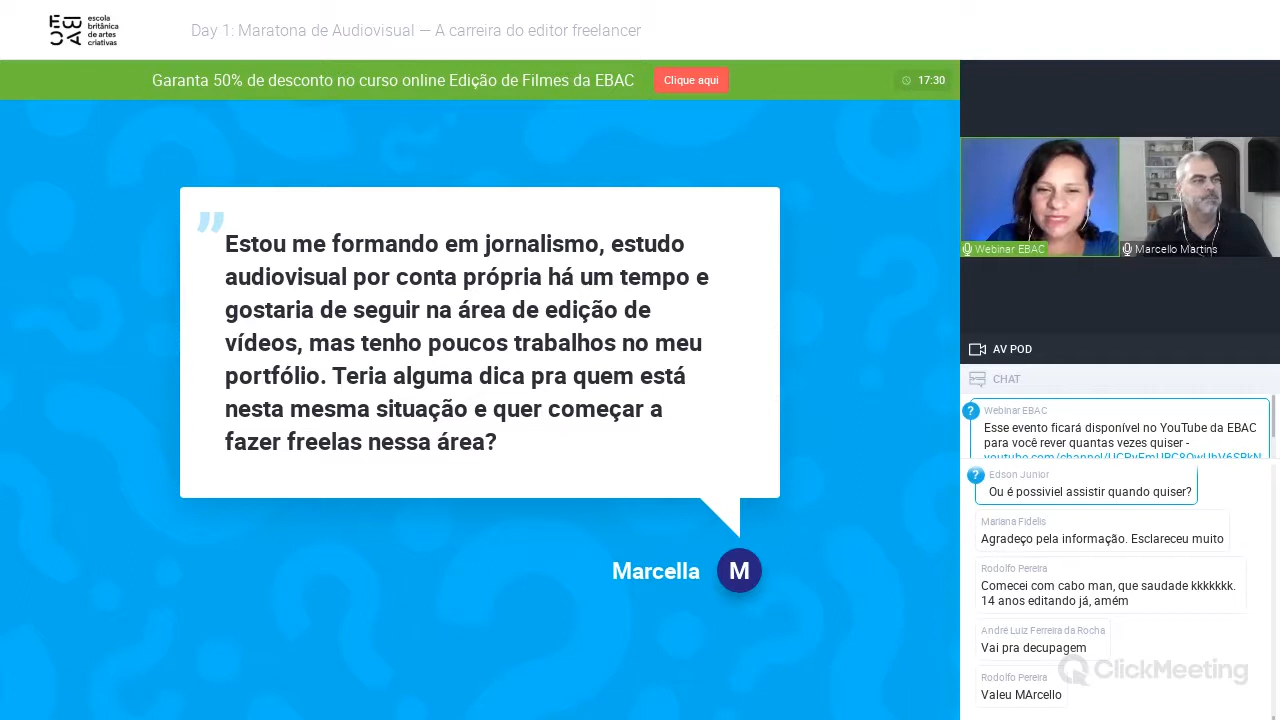 escola
britânica
de artes
criativas
Day 1: Maratona de Audiovisual — A carreira do editor freelancer
Garanta 50% de desconto no curso online Edição de Filmes da EBAC
Clique aqui
17:30
Estou me formando em jornalismo, estudo
audiovisual por conta própria há um tempo e
gostaria de seguir na área de edição de
vídeos, mas tenho poucos trabalhos no meu
portfólio. Teria alguma dica pra quem está
nesta mesma situação e quer começar a
fazer freelas nessa área?
Marcella
M
Webinar EBAC
Marcello Martins
AV POD
CHAT
Webinar EBAC
Esse evento ficará disponível no YouTube da EBAC
para você rever quantas vezes quiser -
Edson Junior
Ou é possiviel assistir quando quiser?
Mariana Fidelis
Agradeço pela informação. Esclareceu muito
Rodolfo Pereira
Comecei com cabo man, que saudade kkkkkkk.
14 anos editando já, amém
André Luiz Ferreira da Rocha
Vai pra decupagem
Rodolfo Pereira
Valeu MArcello
ClickMeeting